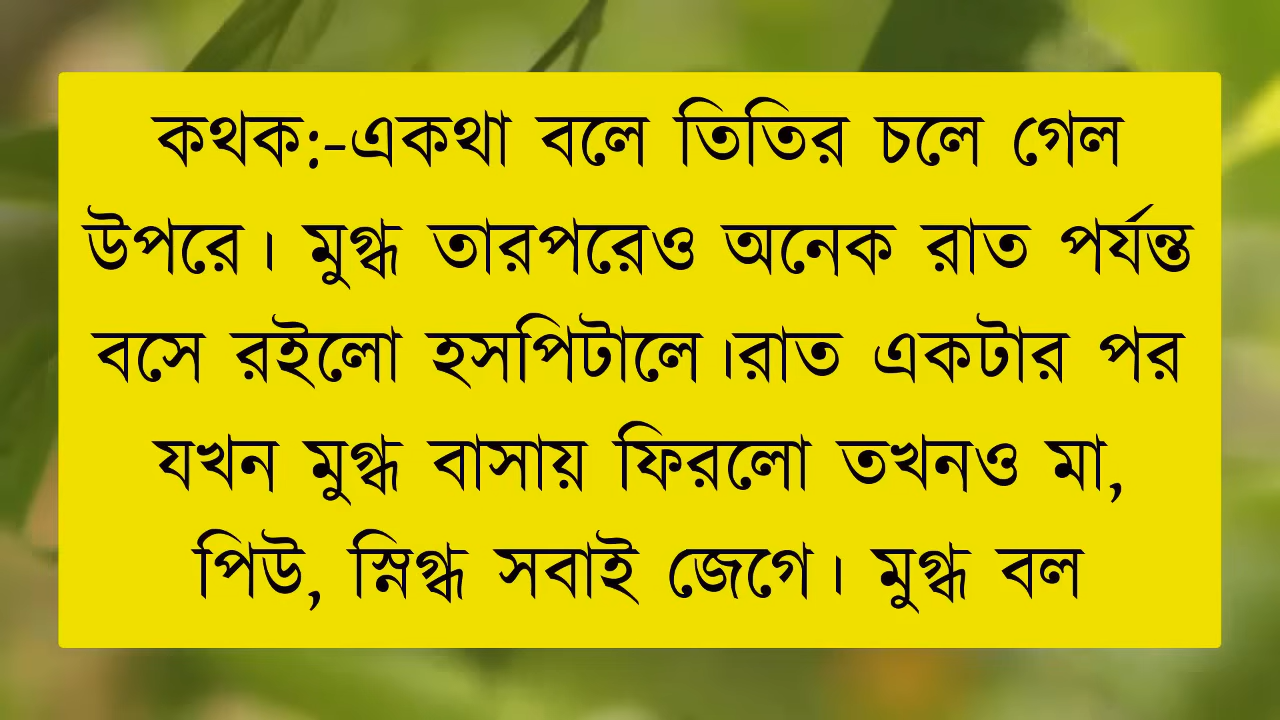 কথক:-একথা বলে তিতির চলে গেল
উপরে। মুগ্ধ তারপরেও অনেক রাত পর্যন্ত
বসে রইলো হসপিটালে।রাত একটার পর
যখন মুগ্ধ বাসায় ফিরলো তখনও মা,
পিউ, স্নিগ্ধ সবাই জেগে। মুগ্ধ বল